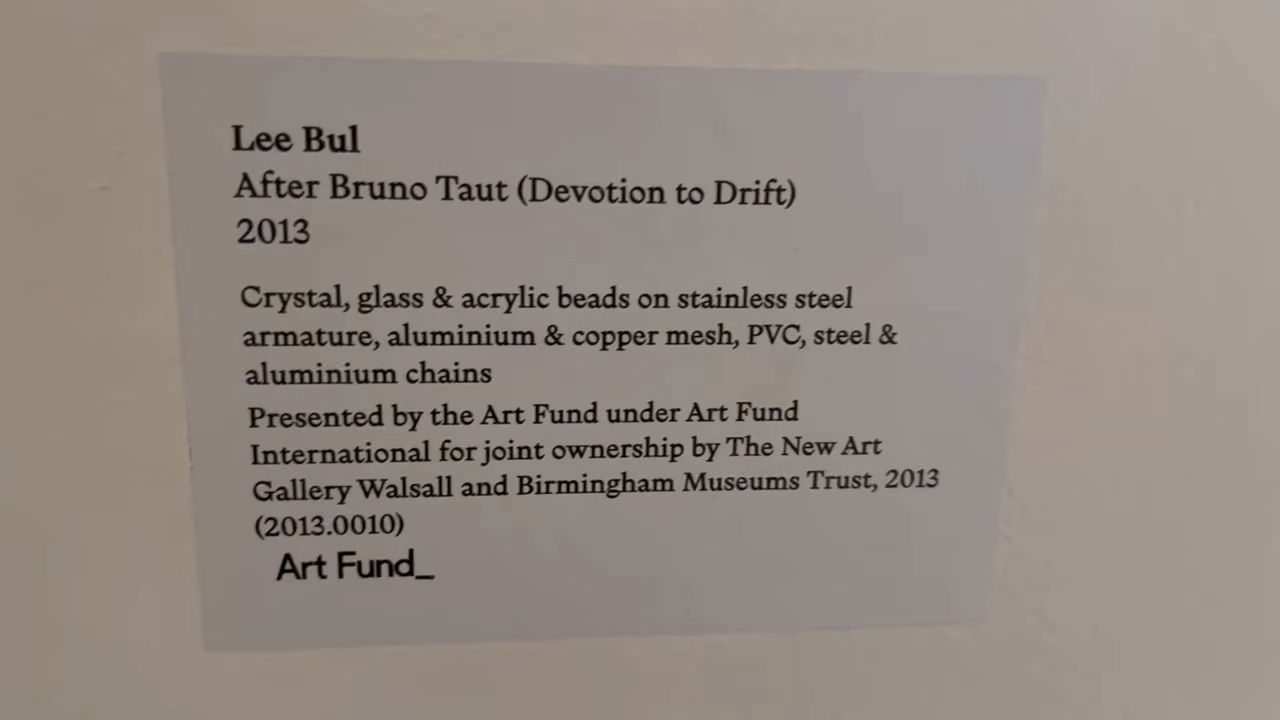 Lee Bul
After Bruno Taut (Devotion to Drift)
2013
Crystal, glass & acrylic beads on stainless steel
armature, aluminium & copper mesh, PVC, steel &
aluminium chains
Presented by the Art Fund under Art Fund
International for joint ownership by The New Art
Gallery Walsall and Birmingham Museums Trust, 2013
(2013.0010)
Art Fund_